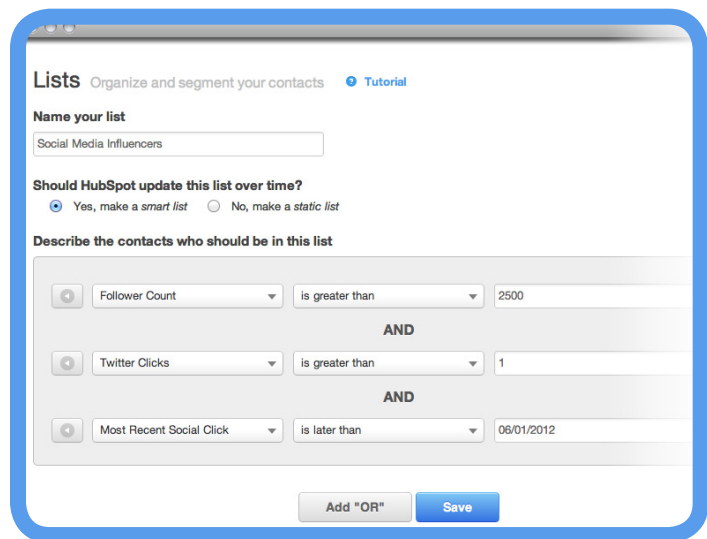 Lists Organize and segment your contacts ? Tutorial
Name your list
Social Media Influencers
Should HubSpot update this list over time?
Yes, make a smart list No, make a static list
Describe the contacts who should be in this list
Follower Count is greater than 2500
AND
Twitter Clicks is greater than 1
AND
Most Recent Social Click is later than 06/01/2012
Add "OR" Save